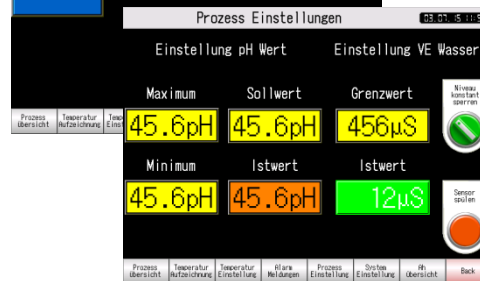 Prozess Einstellungen
Einstellung pH Wert Einstellung VE Wasser
Maximum Sollwert Grenzwert
Niveau
konstant
sperren
45.6pH 45.6pH 456µS
Minimum Istwert Istwert
Sensor
spülen
45.6pH 45.6pH 12µS
Prozess
übersicht
Temperatur
Aufzeichnung
Prozess
übersicht
Temperatur
Aufzeichnung
Temperatur
Einstellung
Alarm
Meldungen
Prozess
Einstellung
System
Einstellung
Ah
übersicht
Back